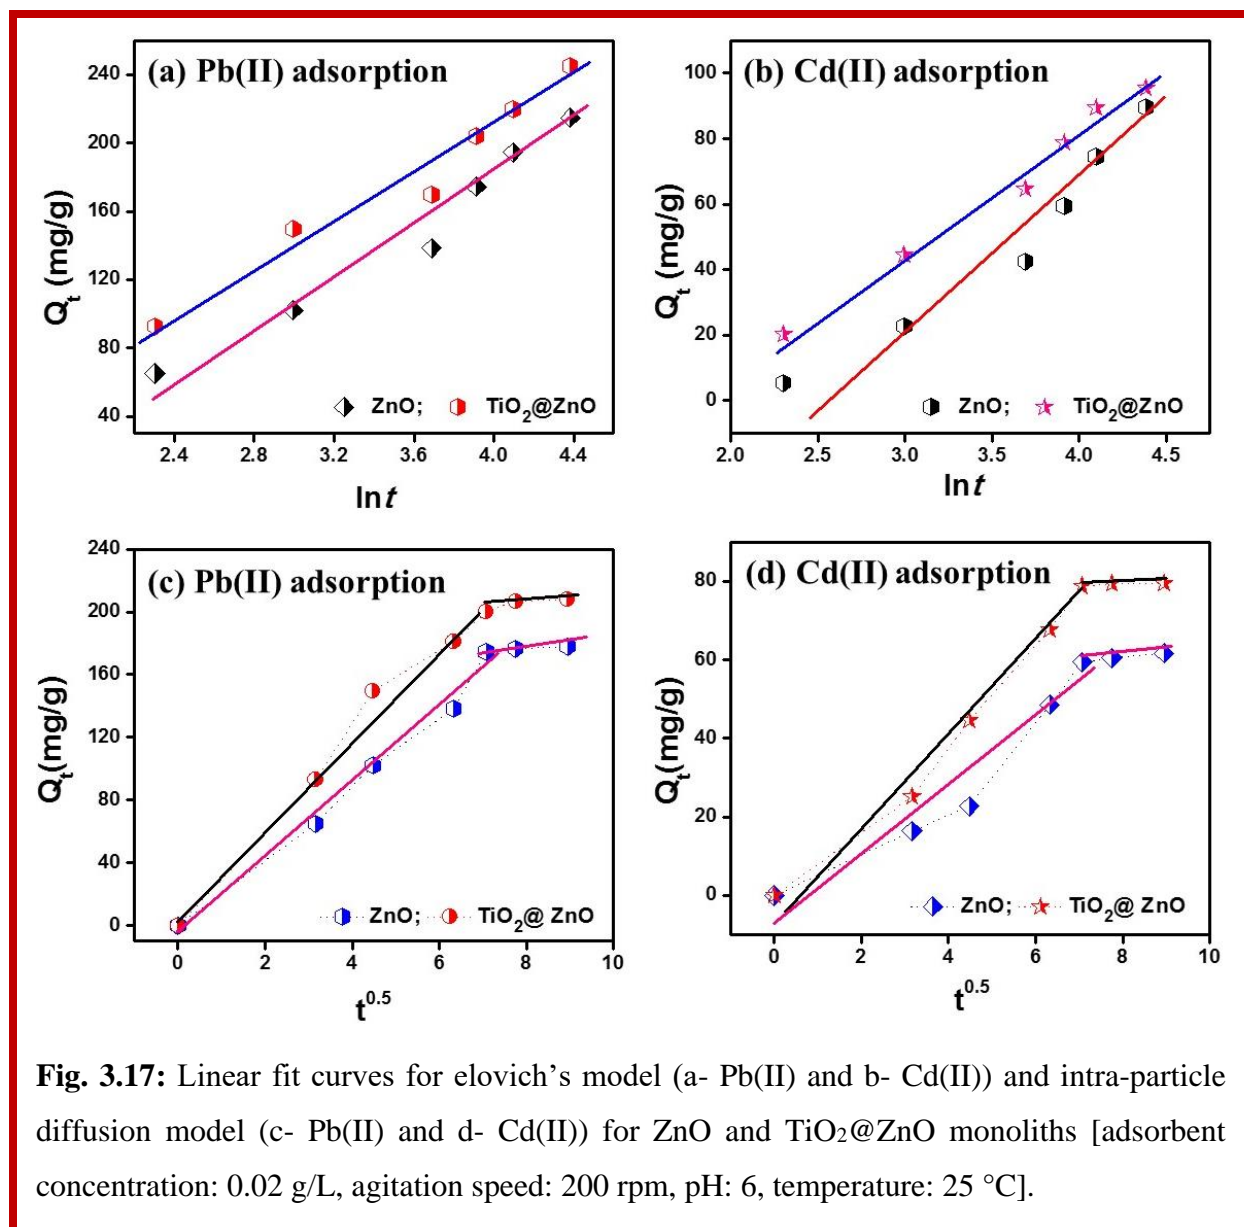 (a) Pb(II) adsorption
240
200
160
120
80
40
Qt (mg/g)
ZnO; TiO2@ZnO
2.4 2.8 3.2 3.6 4.0 4.4
lnt
(b) Cd(II) adsorption
100
80
60
40
20
0
Qt (mg/g)
ZnO; TiO2@ZnO
2.0 2.5 3.0 3.5 4.0 4.5
lnt
(c) Pb(II) adsorption
240
200
160
120
80
40
0
Qt(mg/g)
ZnO; TiO2@ ZnO
0 2 4 6 8 10
t0.5
(d) Cd(II) adsorption
80
60
40
20
0
Qt(mg/g)
ZnO; TiO2@ ZnO
0 2 4 6 8 10
t0.5
Fig. 3.17: Linear fit curves for elovich’s model (a- Pb(II) and b- Cd(II)) and intra-particle
diffusion model (c- Pb(II) and d- Cd(II)) for ZnO and TiO2@ZnO monoliths [adsorbent
concentration: 0.02 g/L, agitation speed: 200 rpm, pH: 6, temperature: 25 °C].